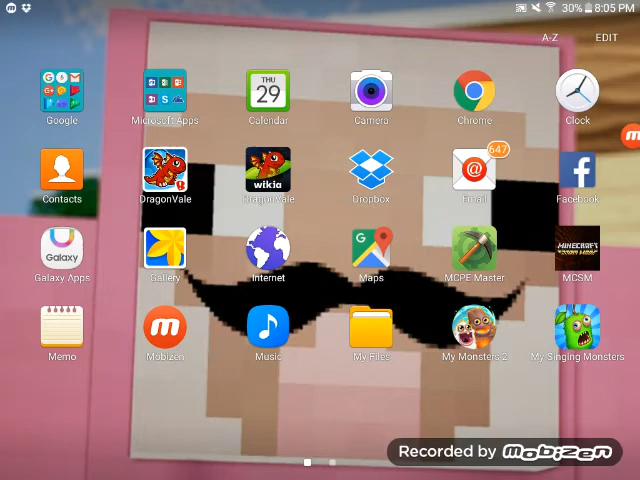 30% 8:05 PM
A-Z EDIT
THU
29
647
Google Microsoft Apps Calendar Camera Chrome Clock
wikia
Contacts DragonVale DragonVale Dropbox Email Facebook
Galaxy
MINECRAFT
STORY MODE
Galaxy Apps Gallery Internet Maps MCPE Master MCSM
Memo Mobizen Music My Files My Monsters 2 My Singing Monsters
Recorded by Mobizen